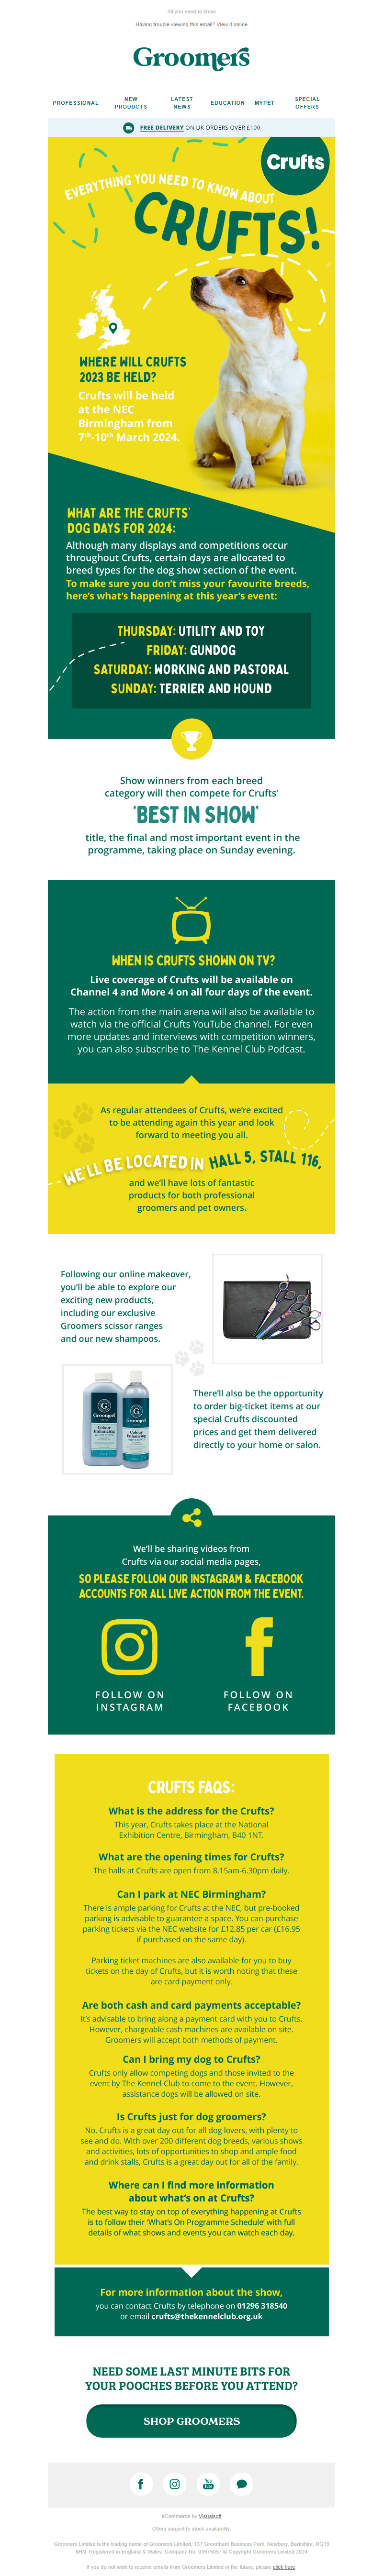 All you need to know
Having trouble viewing this email? View it online
Groomers
PROFESSIONAL
NEW
PRODUCTS
LATEST
NEWS
EDUCATION
MYPET
SPECIAL
OFFERS
FREE DELIVERY ON UK ORDERS OVER £100
Crufts
EVERYTHING YOU NEED TO KNOW ABOUT
CRUFTS!
WHERE WILL CRUFTS
2023 BE HELD?
Crufts will be held
at the NEC
Birmingham from
7th-10th March 2024.
WHAT ARE THE CRUFTS'
DOG DAYS FOR 2024:
Although many displays and competitions occur
throughout Crufts, certain days are allocated to
breed types for the dog show section of the event.
To make sure you don't miss your favourite breeds,
here's what's happening at this year's event:
THURSDAY: UTILITY AND TOY
FRIDAY: GUNDOG
SATURDAY: WORKING AND PASTORAL
SUNDAY: TERRIER AND HOUND
Show winners from each breed
category will then compete for Crufts'
'BEST IN SHOW'
title, the final and most important event in the
programme, taking place on Sunday evening.
WHEN IS CRUFTS SHOWN ON TV?
Live coverage of Crufts will be available on
Channel 4 and More 4 on all four days of the event.
The action from the main arena will also be available to
watch via the official Crufts YouTube channel. For even
more updates and interviews with competition winners,
you can also subscribe to The Kennel Club Podcast.
As regular attendees of Crufts, we're excited
to be attending again this year and look
forward to meeting you all.
WE'LL BE LOCATED IN HALL 5, STALL 116,
and we'll have lots of fantastic
products for both professional
groomers and pet owners.
Following our online makeover,
you'll be able to explore our
exciting new products,
including our exclusive
Groomers scissor ranges
and our new shampoos.
Groomers
Colour
Enhancing
Groomers
Colour
Enhancing
There'll also be the opportunity
to order big-ticket items at our
special Crufts discounted
prices and get them delivered
directly to your home or salon.
We'll be sharing videos from
Crufts via our social media pages,
SO PLEASE FOLLOW OUR INSTAGRAM & FACEBOOK
ACCOUNTS FOR ALL LIVE ACTION FROM THE EVENT.
FOLLOW ON
INSTAGRAM
FOLLOW ON
FACEBOOK
CRUFTS FAQS:
What is the address for the Crufts?
This year, Crufts takes place at the National
Exhibition Centre, Birmingham, B40 1NT.
What are the opening times for Crufts?
The halls at Crufts are open from 8.15am-6.30pm daily.
Can I park at NEC Birmingham?
There is ample parking for Crufts at the NEC, but pre-booked
parking is advisable to guarantee a space. You can purchase
parking tickets via the NEC website for £12.85 per car (£16.95
if purchased on the same day).
Parking ticket machines are also available for you to buy
tickets on the day of Crufts, but it is worth noting that these
are card payment only.
Are both cash and card payments acceptable?
It's advisable to bring along a payment card with you to Crufts.
However, chargeable cash machines are available on site.
Groomers will accept both methods of payment.
Can I bring my dog to Crufts?
Crufts only allow competing dogs and those invited to the
event by The Kennel Club to come to the event. However,
assistance dogs will be allowed on site.
Is Crufts just for dog groomers?
No, Crufts is a great day out for all dog lovers, with plenty to
see and do. With over 200 different dog breeds, various shows
and activities, lots of opportunities to shop and ample food
and drink stalls, Crufts is a great day out for all of the family.
Where can I find more information
about what's on at Crufts?
The best way to stay on top of everything happening at Crufts
is to follow their 'What's On Programme Schedule' with full
details of what shows and events you can watch each day.
For more information about the show,
you can contact Crufts by telephone on 01296 318540
or email crufts@thekennelclub.org.uk
NEED SOME LAST MINUTE BITS FOR
YOUR POOCHES BEFORE YOU ATTEND?
SHOP GROOMERS
eCommerce by Visualsoft
Offers subject to stock availability.
Groomers Limited is the trading name of Groomers Limited, 137 Greenham Business Park, Newbury, Berkshire. RG19
6HN. Registered in England & Wales. Company No. 03975857 © Copyright Groomers Limited 2024
If you do not wish to receive emails from Groomers Limited in the future, please click here